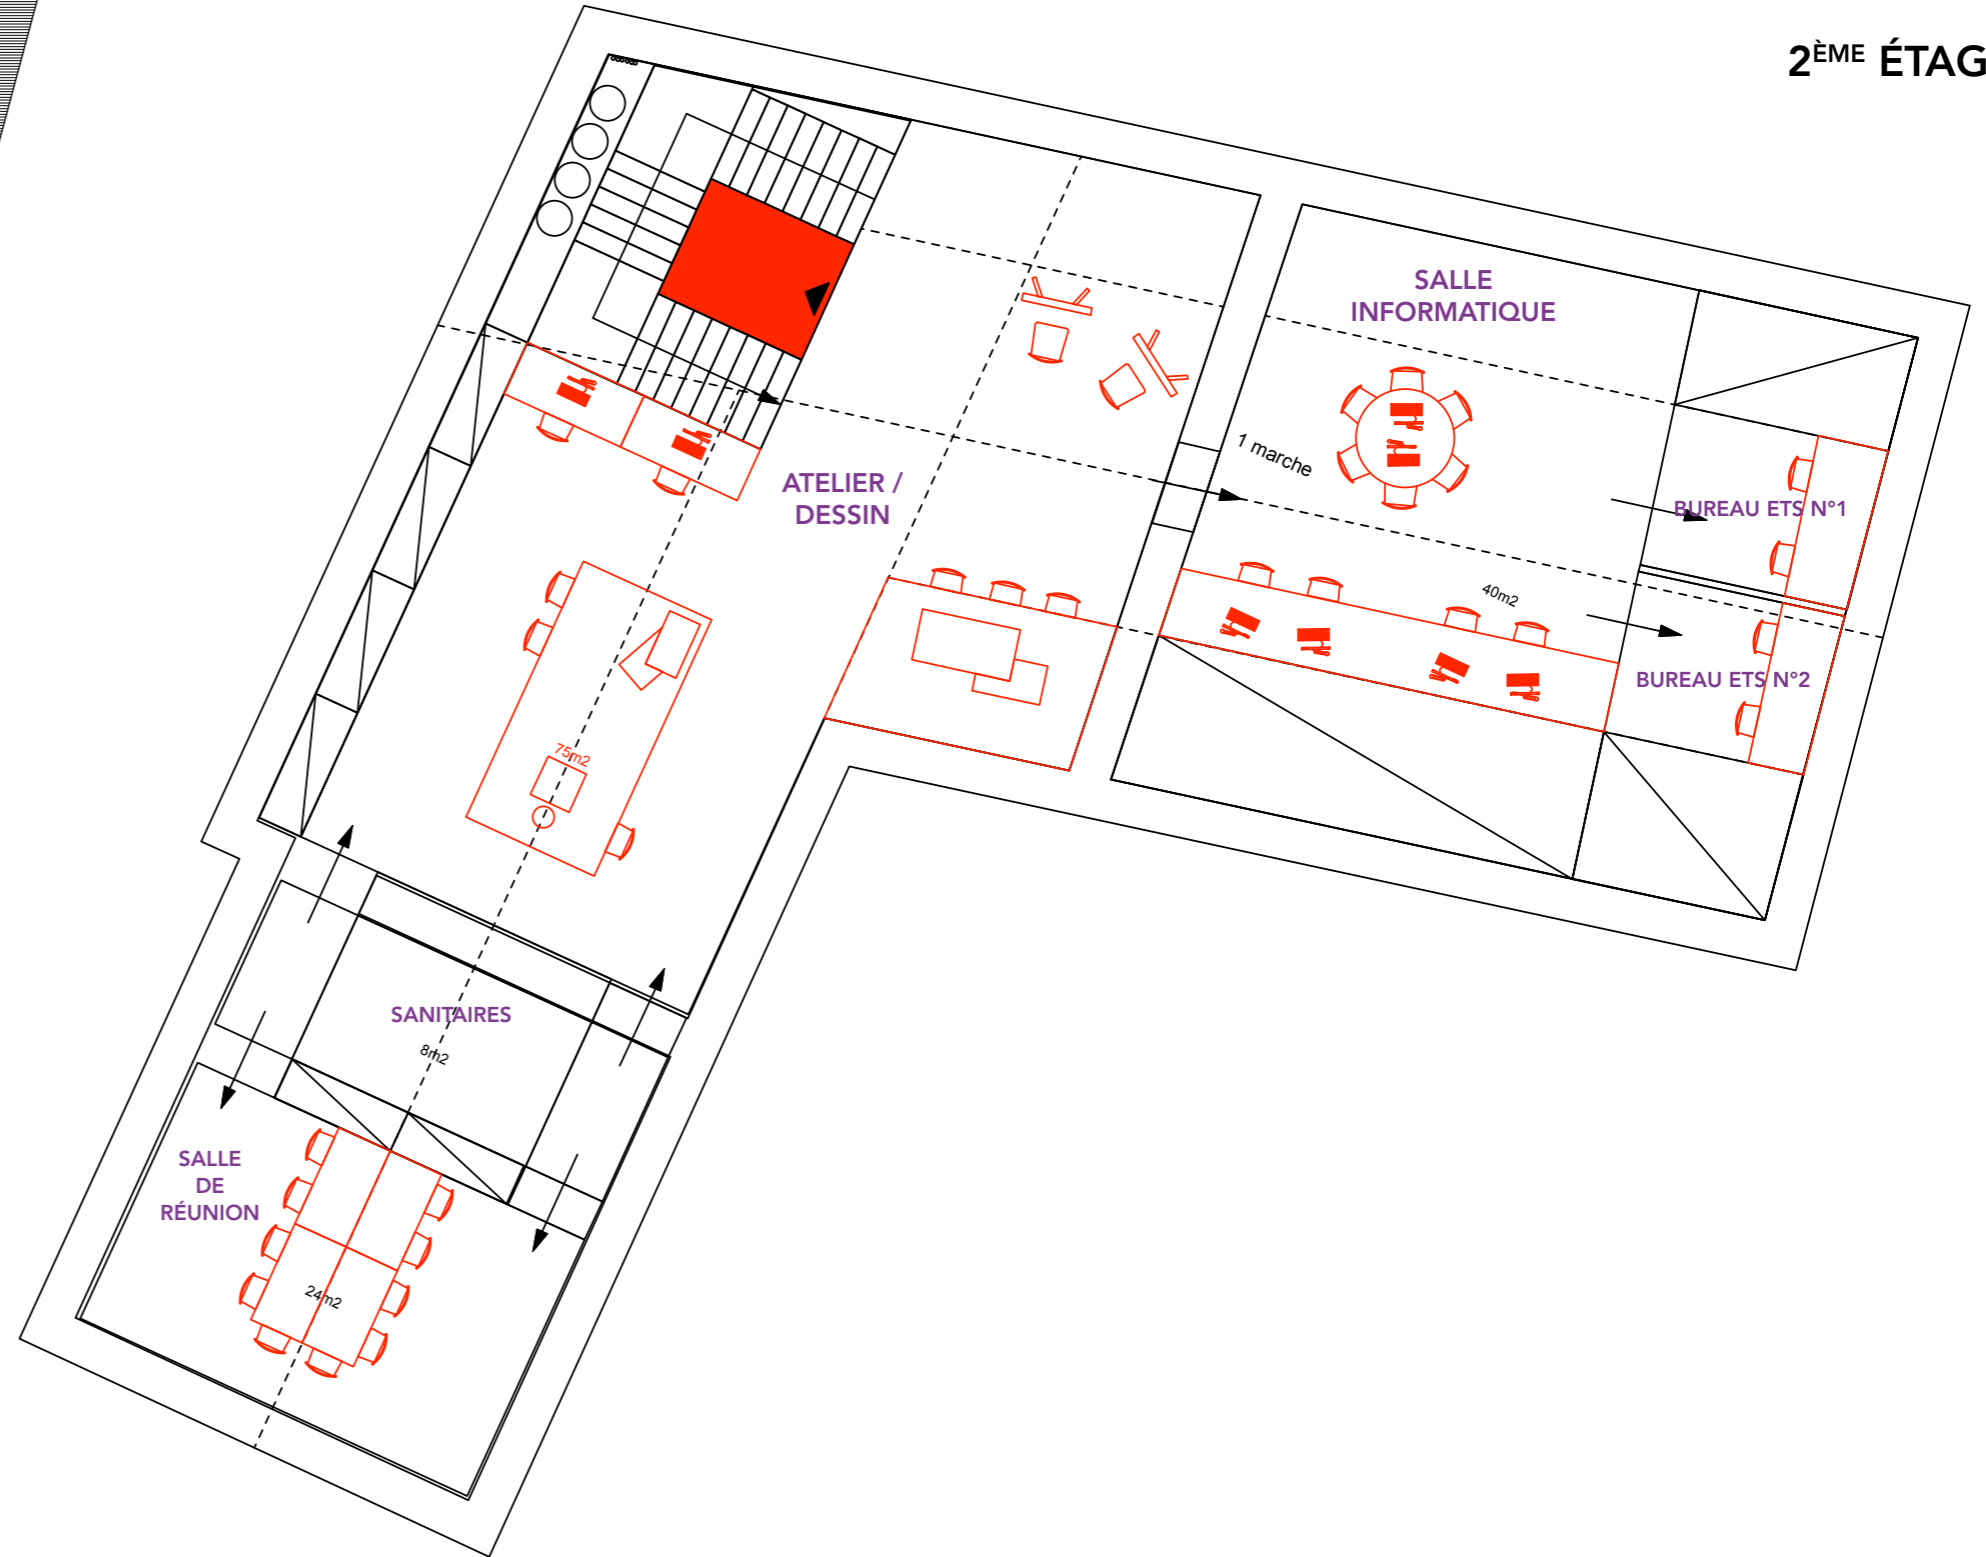 2ÈME ÉTAG
SALLE
INFORMATIQUE
1 marche
ATELIER /
DESSIN
BUREAU ETS N°1
40m2
BUREAU ETS N°2
75m2
SANITAIRES
8m2
SALLE
DE
RÉUNION
24m2